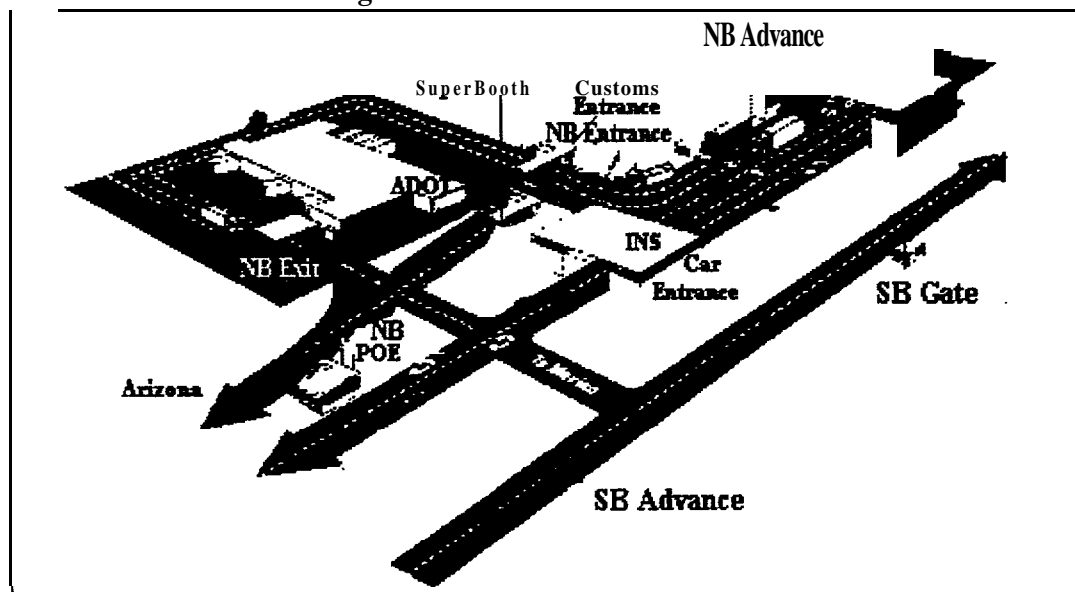 NB Advance
SuperBooth
Customs
Entrance
NB Entrance
ADOT
INS
NB Exit
Car
Entrance
SB Gate
NB
POE
Arizona
SB Advance